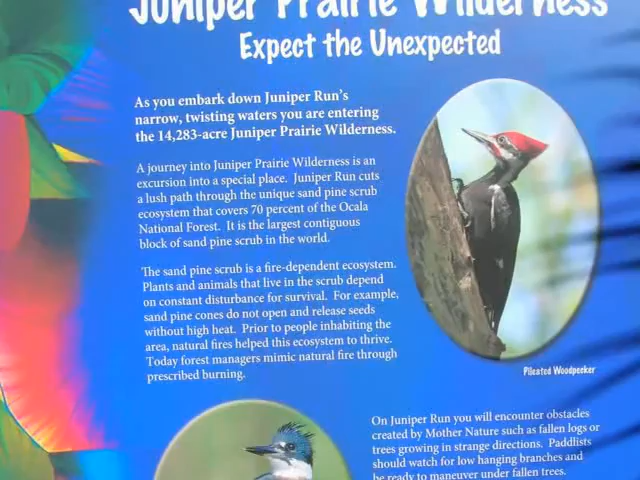 Juniper Prairie Wilderness
Expect the Unexpected
As you embark down Juniper Run's
narrow, twisting waters you are entering
the 14,283-acre Juniper Prairie Wilderness.
A journey into Juniper Prairie Wilderness is an
excursion into a special place. Juniper Run cuts
a lush path through the unique sand pine scrub
ecosystem that covers 70 percent of the Ocala
National Forest. It is the largest contiguous
block of sand pine scrub in the world.
The sand pine scrub is a fire-dependent ecosystem.
Plants and animals that live in the scrub depend
on constant disturbance for survival. For example,
sand pine cones do not open and release seeds
without high heat. Prior to people inhabiting the
area, natural fires helped this ecosystem to thrive.
Today forest managers mimic natural fire through
prescribed burning.
Pileated Woodpecker
On Juniper Run you will encounter obstacles
created by Mother Nature such as fallen logs or
trees growing in strange directions. Paddlists
should watch for low hanging branches and
be ready to maneuver under fallen trees.